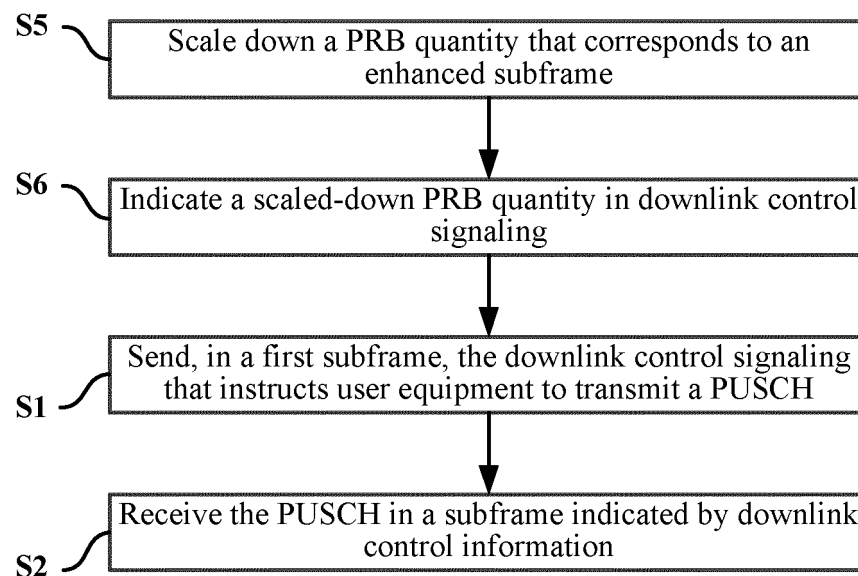 S5
Scale down a PRB quantity that corresponds to an
enhanced subframe
S6
Indicate a scaled-down PRB quantity in downlink control
signaling
Send, in a first subframe, the downlink control signaling
that instructs user equipment to transmit a PUSCH
S1
Receive the PUSCH in a subframe indicated by downlink
control information
S2